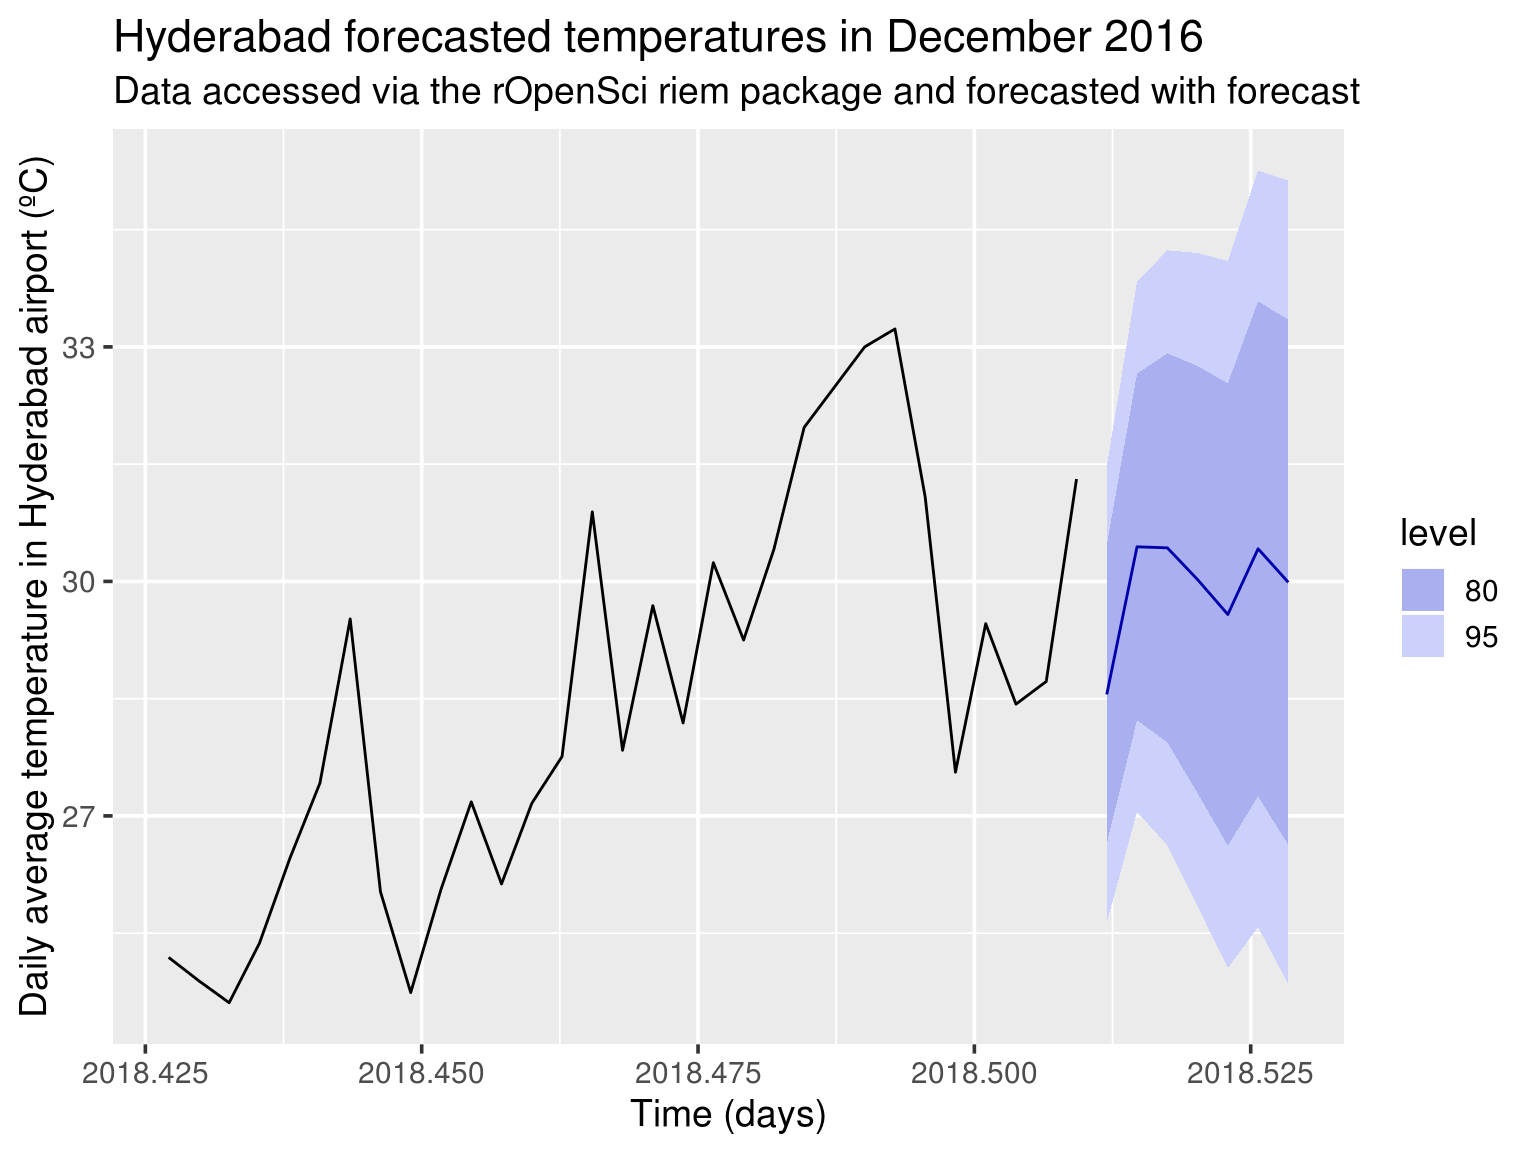 Hyderabad forecasted temperatures in December 2016
Data accessed via the rOpenSci riem package and forecasted with forecast
Daily average temperature in Hyderabad airport (ºC)
33
30
27
2018.425
2018.450
2018.475
2018.500
2018.525
Time (days)
level
80
95